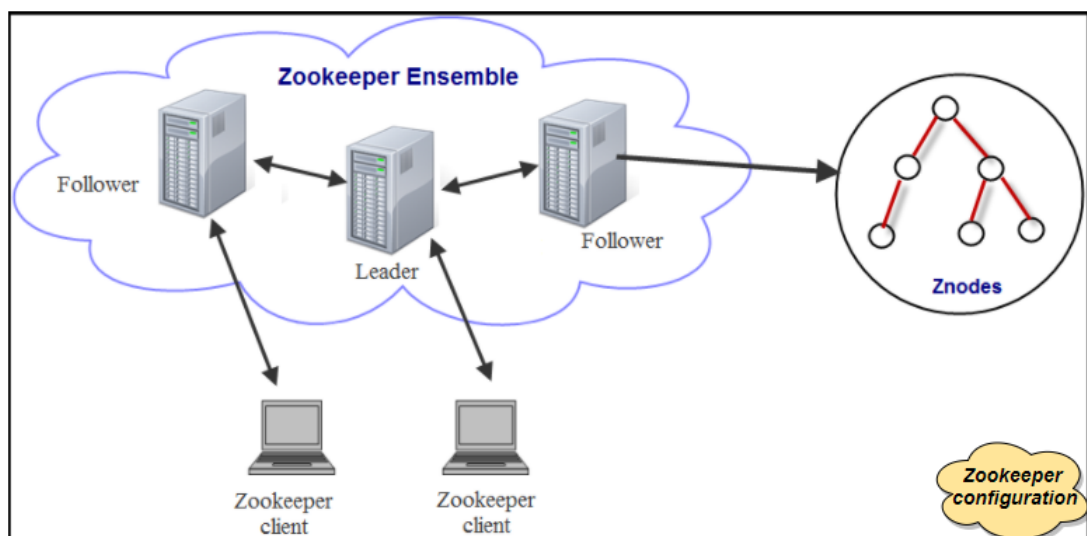 Zookeeper Ensemble
Follower
Leader
Follower
Znodes
Zookeeper
client
Zookeeper
client
Zookeeper
configuration